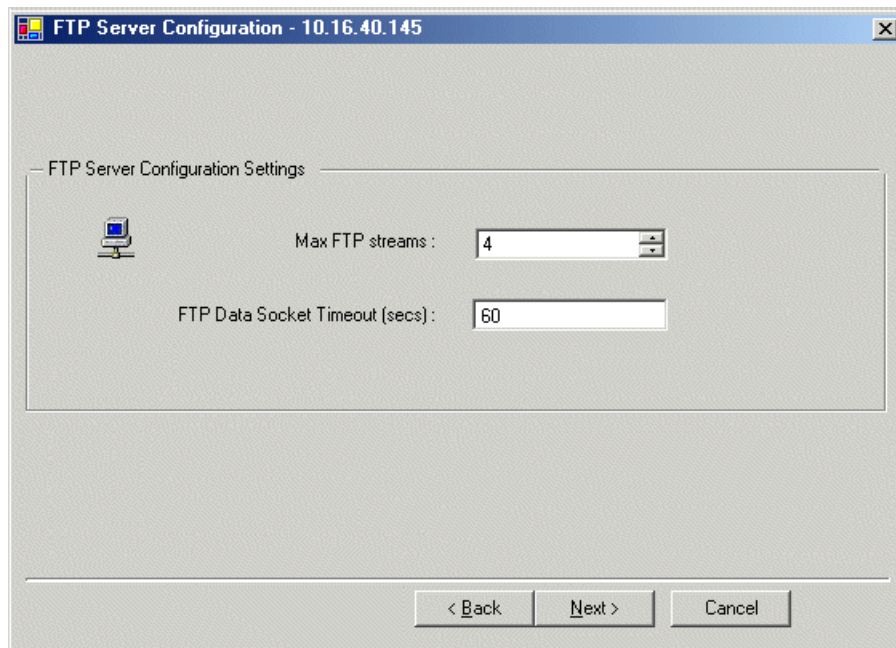 FTP Server Configuration - 10.16.40.145
FTP Server Configuration Settings
Max FTP streams :
4
FTP Data Socket Timeout (secs) :
60
< Back
Next >
Cancel